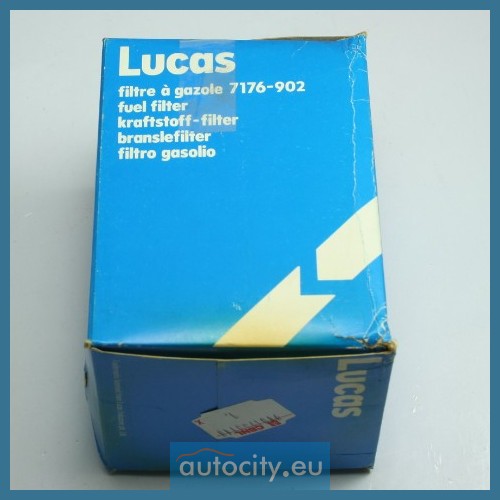 Lucas
filtre à gazole 7176-902
fuel filter
kraftstoff-filter
branslefilter
filtro gasolio
Lucas
autocity.eu